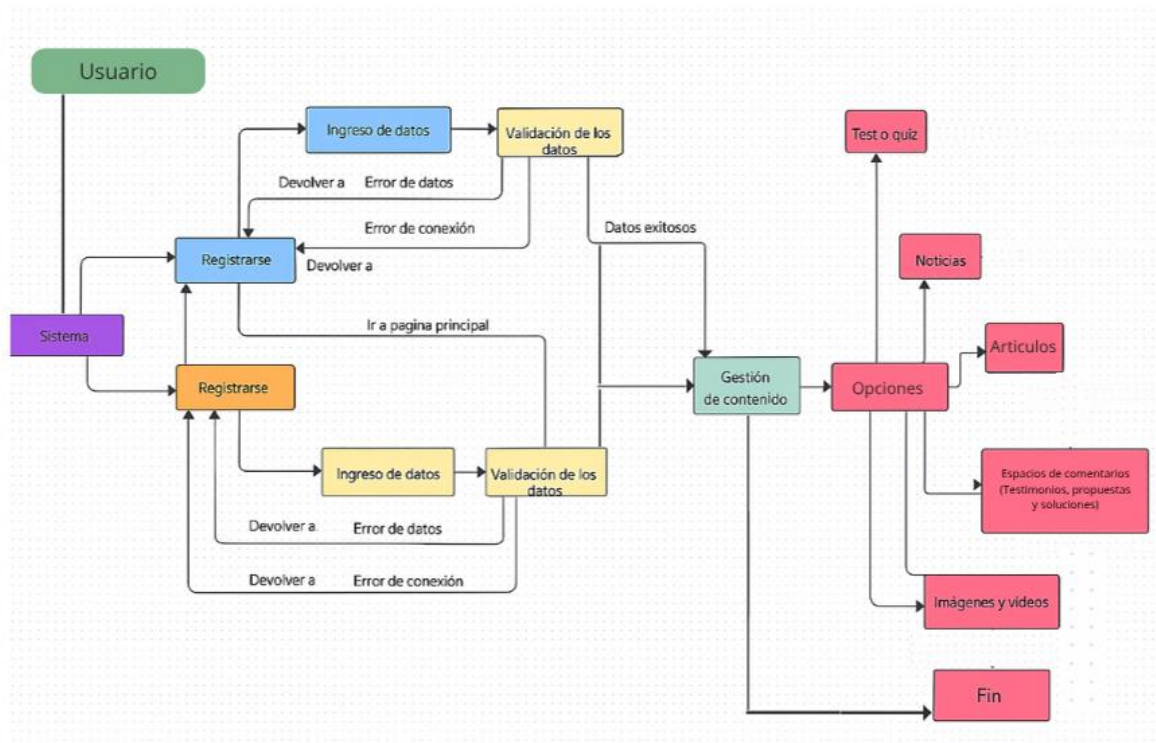 Usuario
Ingreso de datos
Validación de los
datos
Test o quiz
Devolver a Error de datos
Error de conexión
Datos exitosos
Registrarse
Devolver a
Noticias
Ir a pagina principal
Sistema
Articulos
Registrarse
Gestión
de contenido
Opciones
Ingreso de datos
Validación de los
datos
Espacios de comentarios
(Testimonios, propuestas
y soluciones)
Devolver a Error de datos
Devolver a Error de conexión
Imágenes y vídeos
Fin